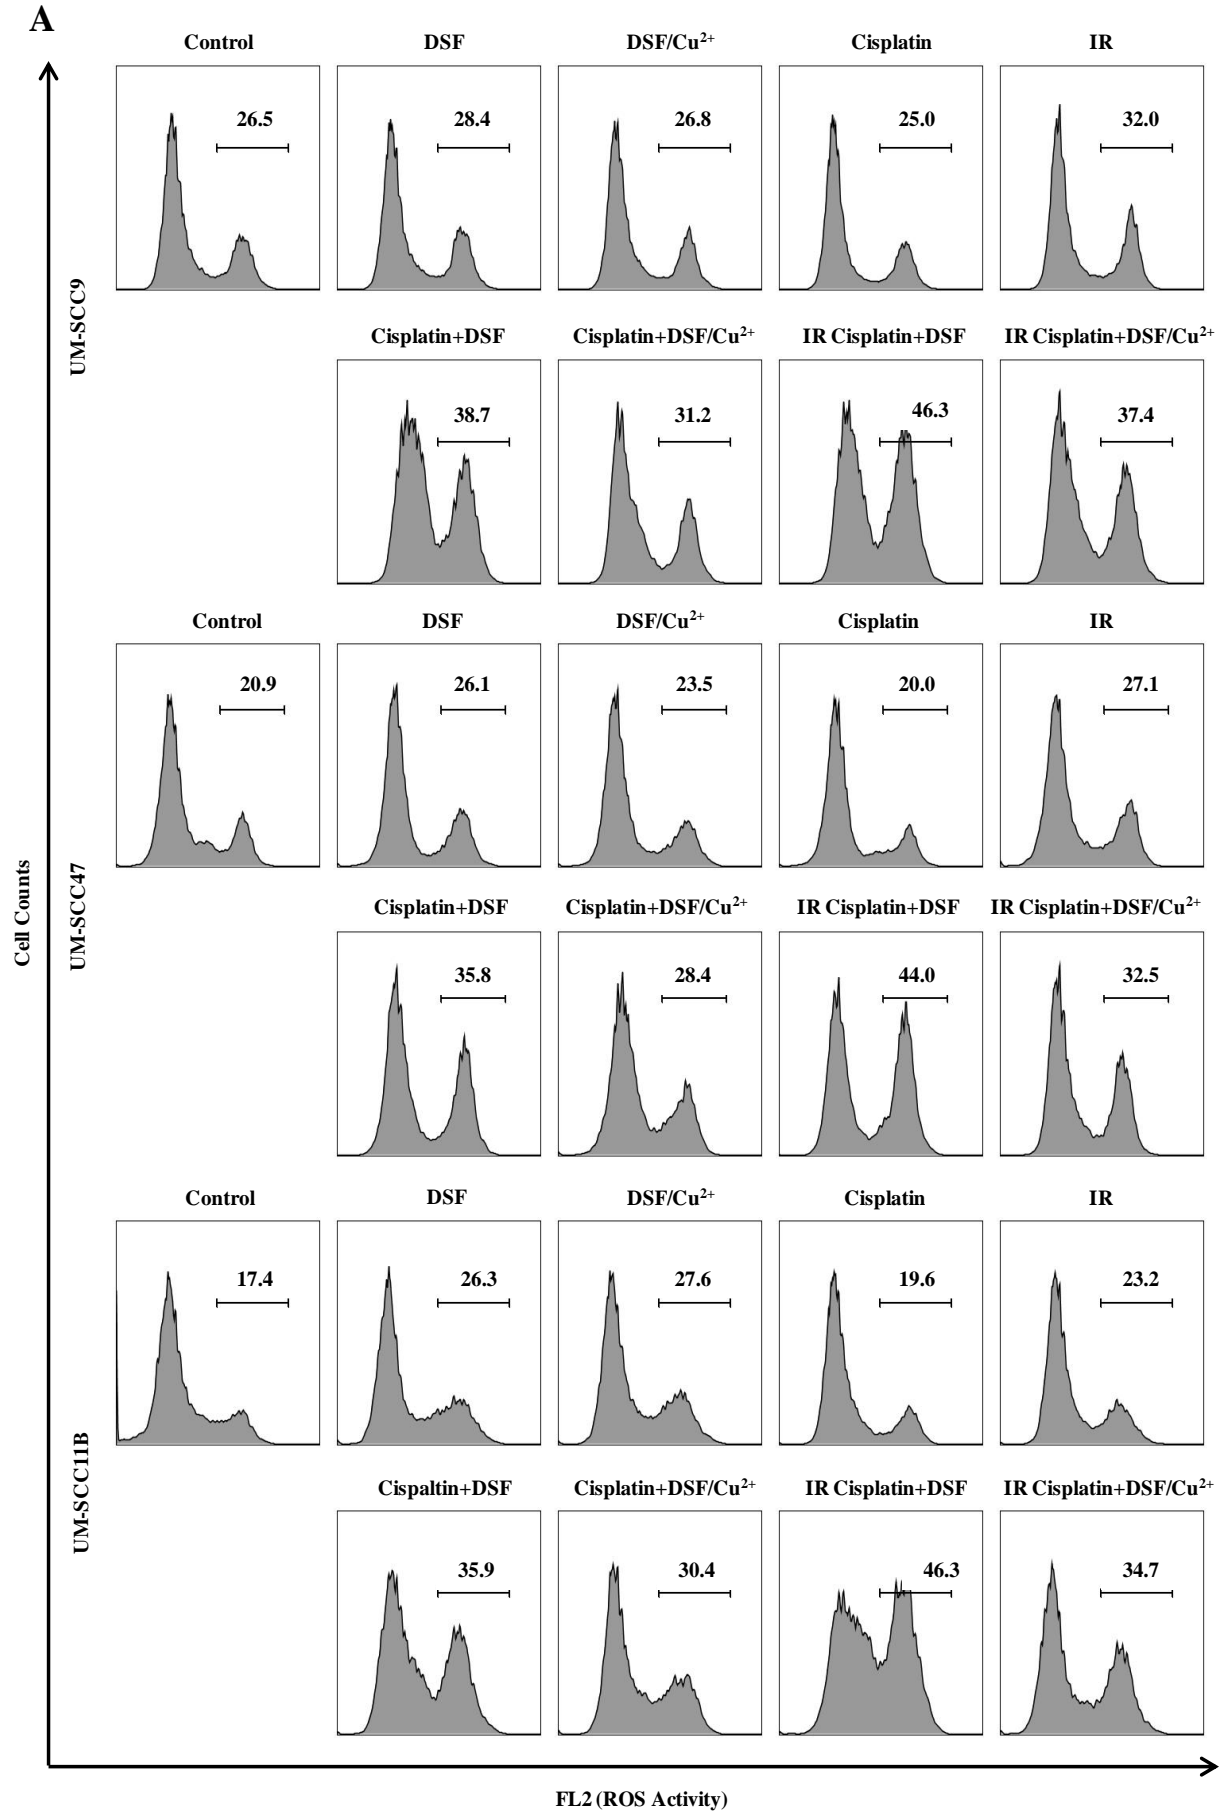 A
Control DSF DSF/Cu²⁺ Cisplatin IR
26.5 28.4 26.8 25.0 32.0
UM-SCC9
Cisplatin+DSF Cisplatin+DSF/Cu²⁺ IR Cisplatin+DSF IR Cisplatin+DSF/Cu²⁺
38.7 31.2 46.3 37.4
Control DSF DSF/Cu²⁺ Cisplatin IR
20.9 26.1 23.5 20.0 27.1
Cell Counts
UM-SCC47
Cisplatin+DSF Cisplatin+DSF/Cu²⁺ IR Cisplatin+DSF IR Cisplatin+DSF/Cu²⁺
35.8 28.4 44.0 32.5
Control DSF DSF/Cu²⁺ Cisplatin IR
17.4 26.3 27.6 19.6 23.2
UM-SCC11B
Cispaltin+DSF Cisplatin+DSF/Cu²⁺ IR Cisplatin+DSF IR Cisplatin+DSF/Cu²⁺
35.9 30.4 46.3 34.7
FL2 (ROS Activity)